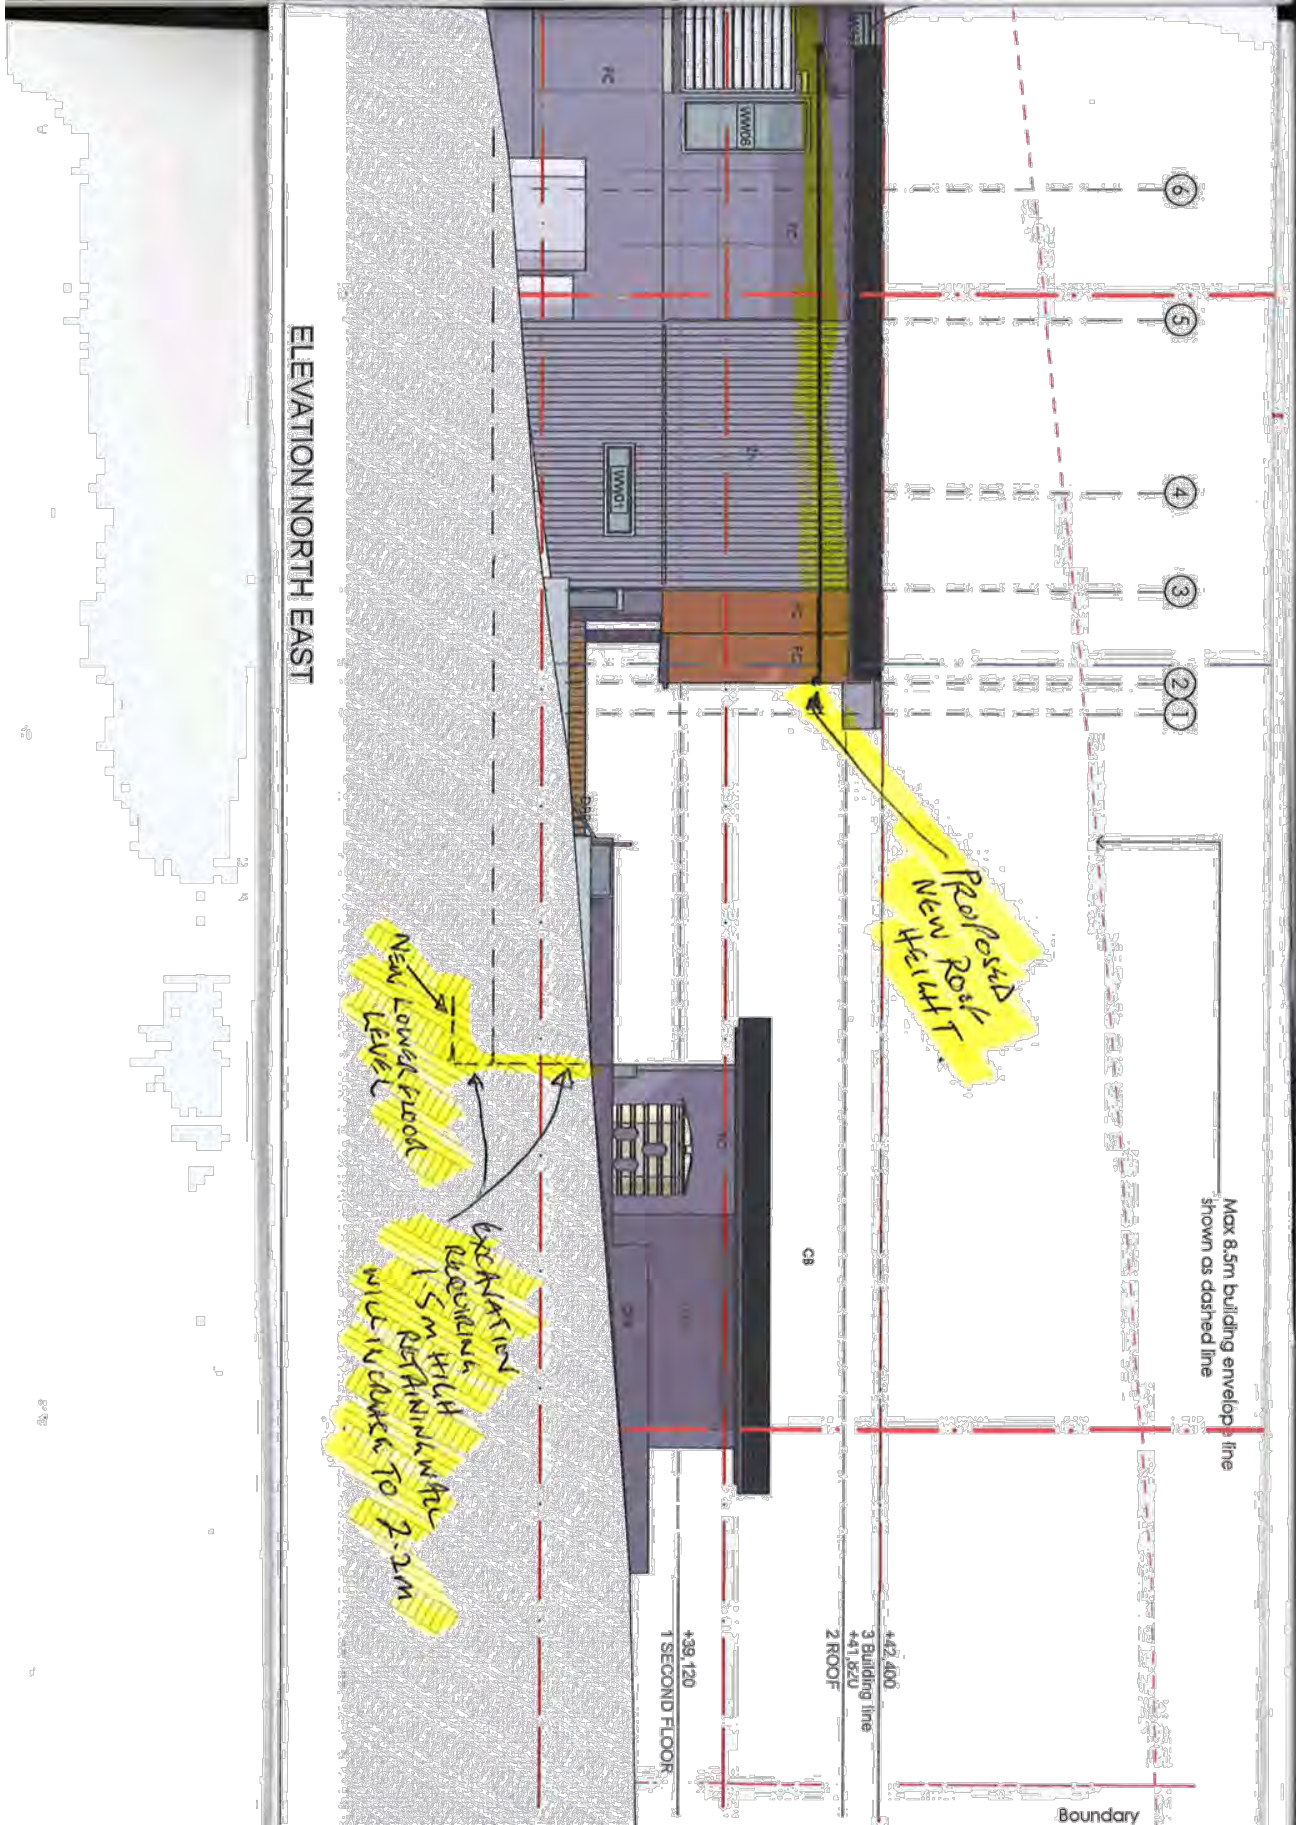 6
5
4
3
2
1
Max 8.5m building envelope line
shown as dashed line
Boundary
+42,400
3 Building line
+41,820
2 ROOF
+39,120
1 SECOND FLOOR
PROPOSED
NEW ROOF
HEIGHT
CB
FC
WW06
FC
WW01
FC
NEW LOWER FLOOR
LEVEL
EXCAVATION
REQUIRING
1.5m HIGH
RETAINING WALL
WILL INCREASE TO 2.2m
ELEVATION NORTH EAST